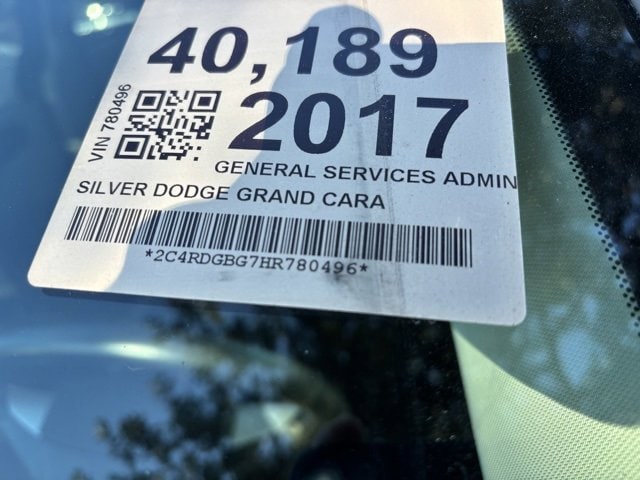 40,189
VIN 780496
2017
GENERAL SERVICES ADMIN
SILVER DODGE GRAND CARA
*2C4RDGBG7HR780496*